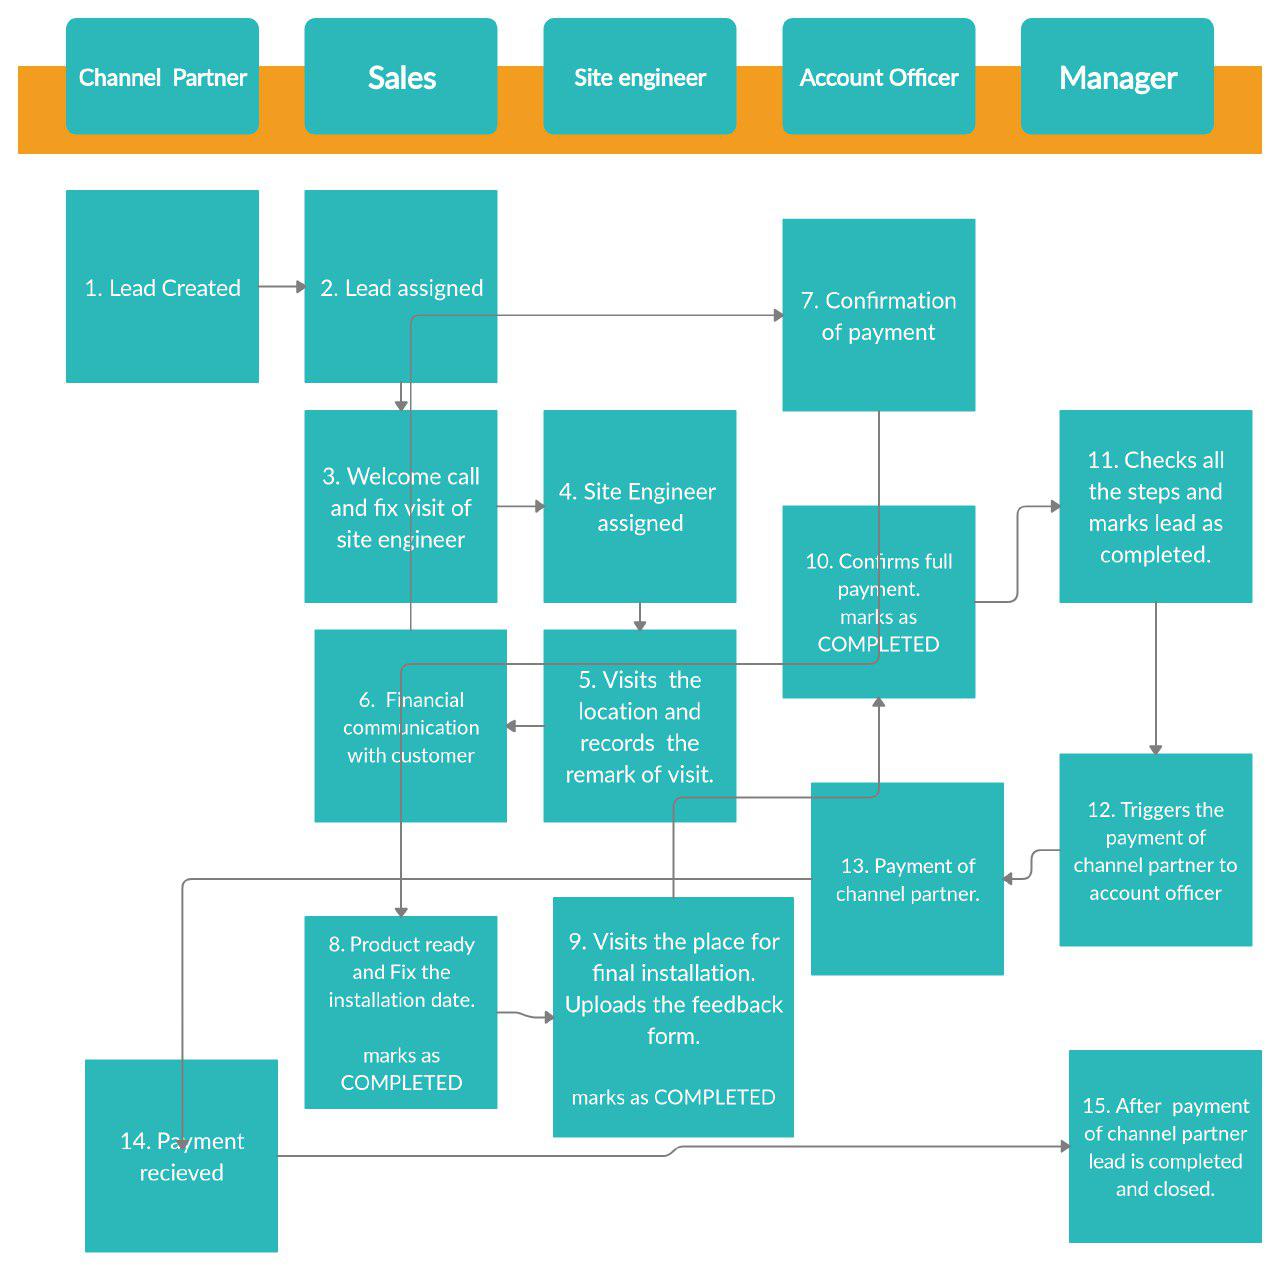 Channel Partner
Sales
Site engineer
Account Officer
Manager
1. Lead Created
2. Lead assigned
7. Confirmation
of payment
3. Welcome call
and fix visit of
site engineer
4. Site Engineer
assigned
11. Checks all
the steps and
marks lead as
completed.
10. Confirms full
payment.
marks as
COMPLETED
6. Financial
communication
with customer
5. Visits the
location and
records the
remark of visit.
12. Triggers the
payment of
channel partner to
account officer
13. Payment of
channel partner.
8. Product ready
and Fix the
installation date.
marks as
COMPLETED
9. Visits the place for
final installation.
Uploads the feedback
form.
marks as COMPLETED
14. Payment
recieved
15. After payment
of channel partner
lead is completed
and closed.